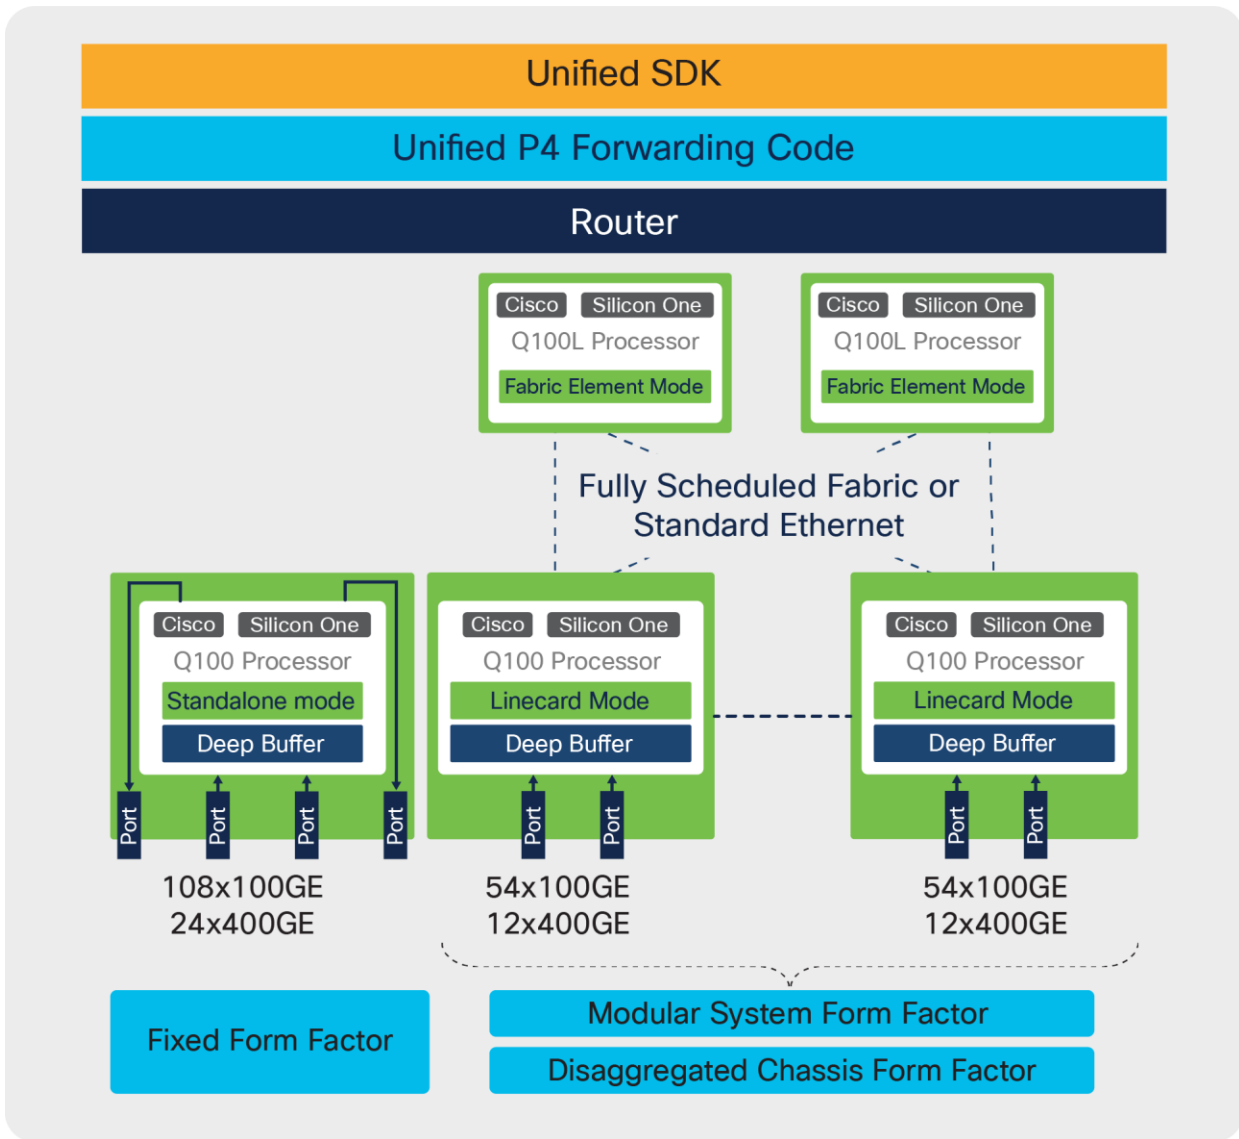 Unified SDK
Unified P4 Forwarding Code
Router
Cisco Silicon One
Q100L Processor
Fabric Element Mode
Cisco Silicon One
Q100L Processor
Fabric Element Mode
Fully Scheduled Fabric or
Standard Ethernet
Cisco Silicon One
Q100 Processor
Standalone mode
Deep Buffer
Port
Port
Port
Port
108x100GE
24x400GE
Cisco Silicon One
Q100 Processor
Linecard Mode
Deep Buffer
Port
Port
54x100GE
12x400GE
Cisco Silicon One
Q100 Processor
Linecard Mode
Deep Buffer
Port
Port
54x100GE
12x400GE
Fixed Form Factor
Modular System Form Factor
Disaggregated Chassis Form Factor